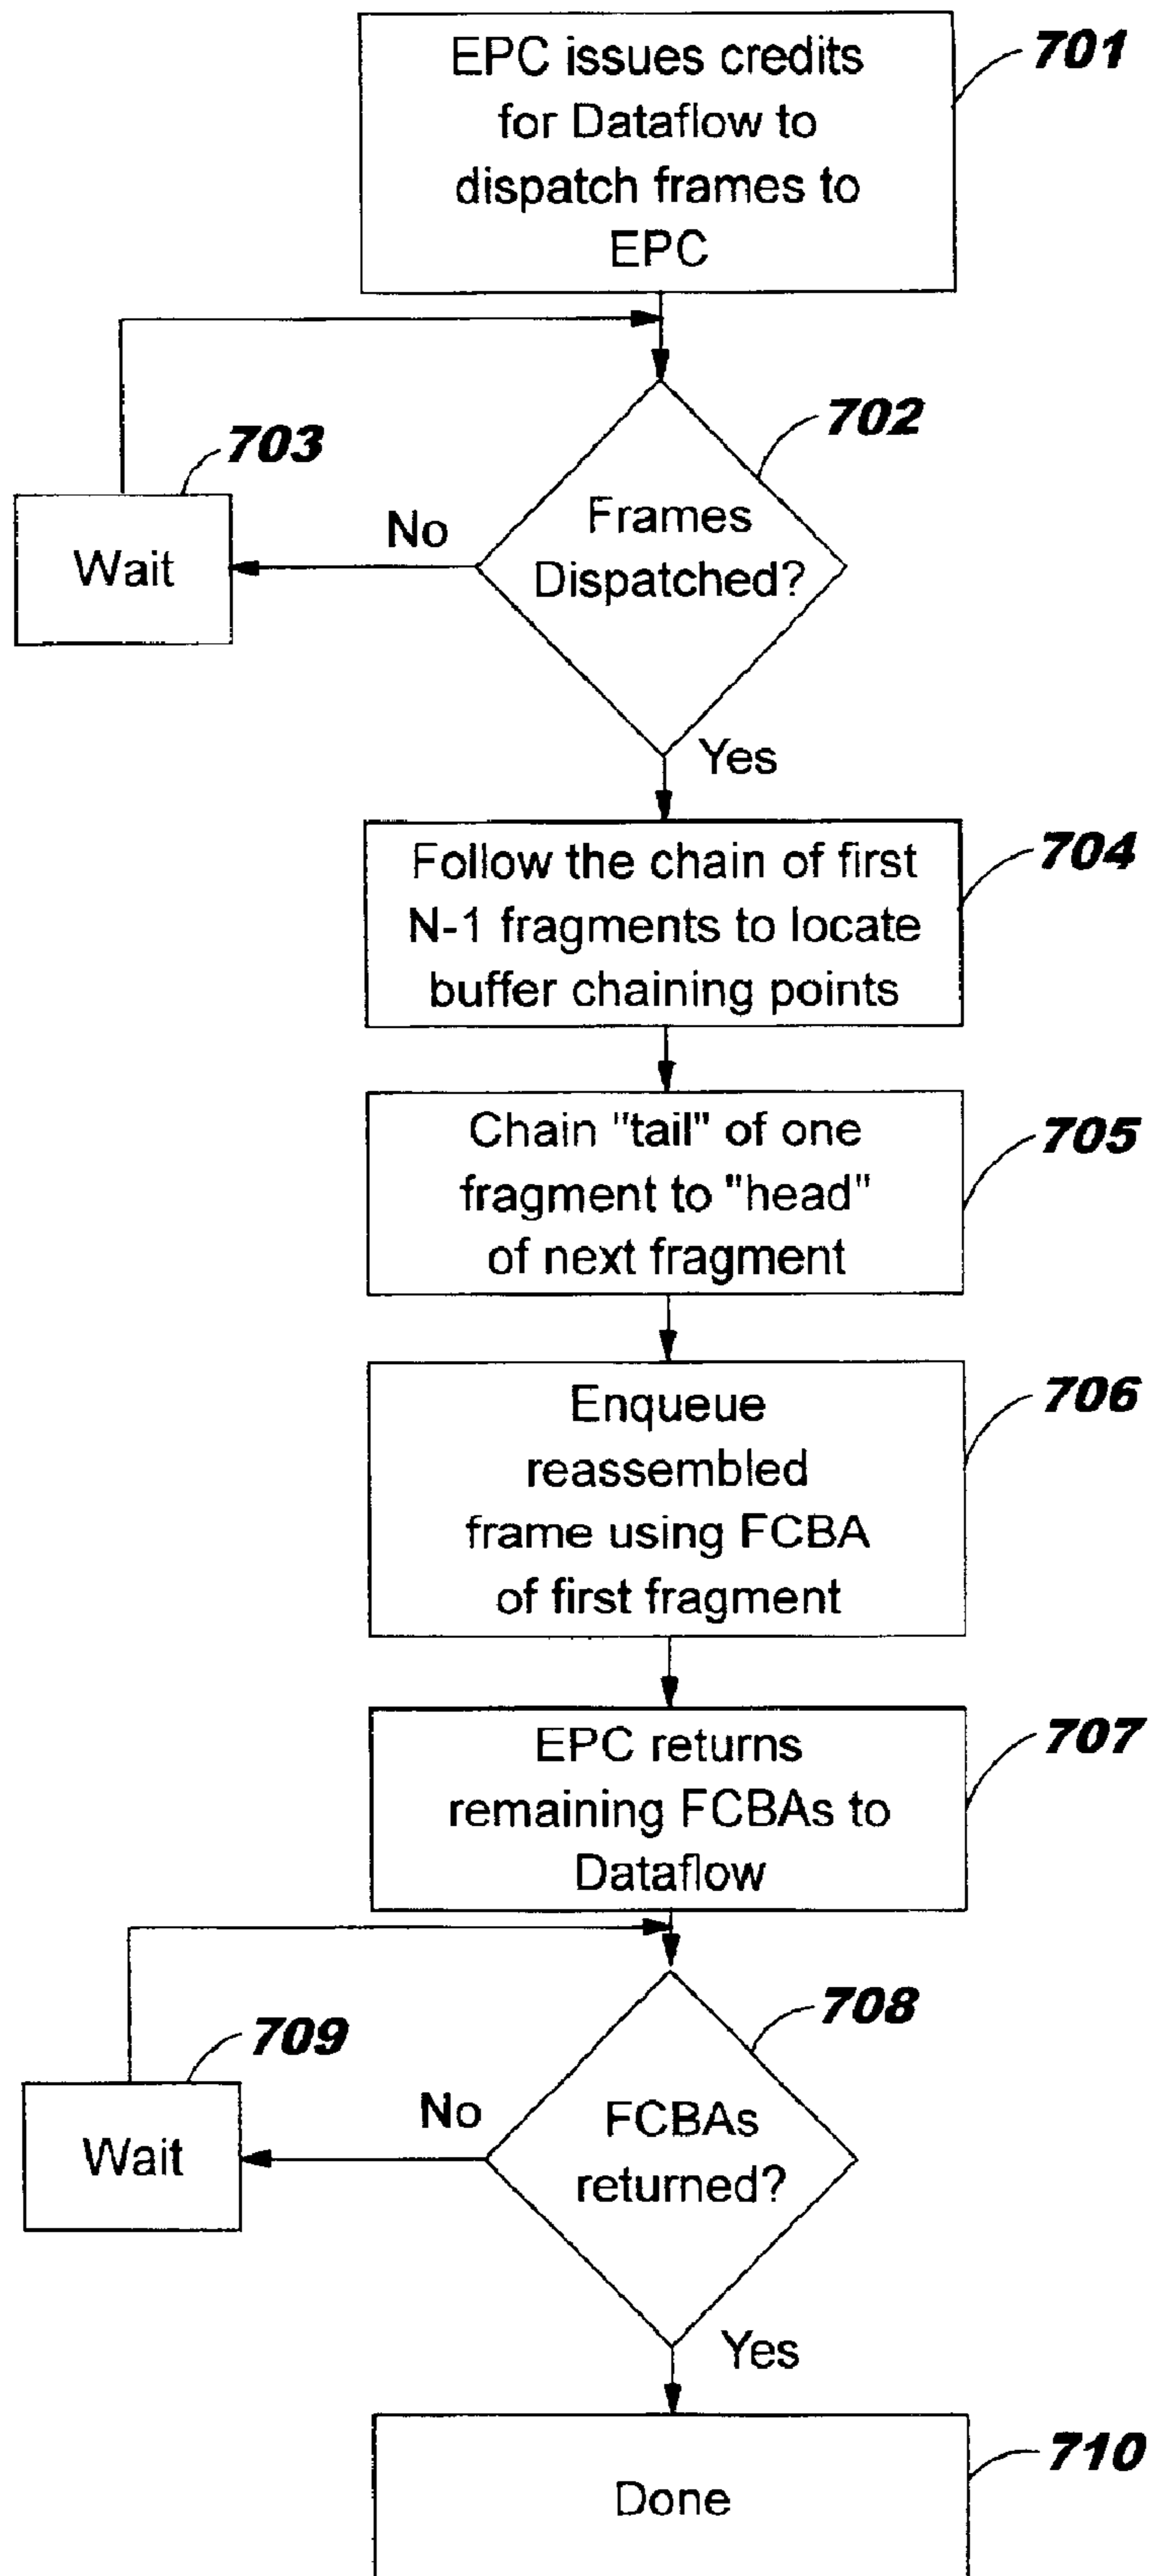 EPC issues credits
for Dataflow to
dispatch frames to
EPC
701
702
703
Frames
Dispatched?
No
Wait
Yes
Follow the chain of first
N-1 fragments to locate
buffer chaining points
704
Chain "tail" of one
fragment to "head"
of next fragment
705
Enqueue
reassembled
frame using FCBA
of first fragment
706
EPC returns
remaining FCBAs to
Dataflow
707
708
709
FCBAs
returned?
No
Wait
Yes
Done
710